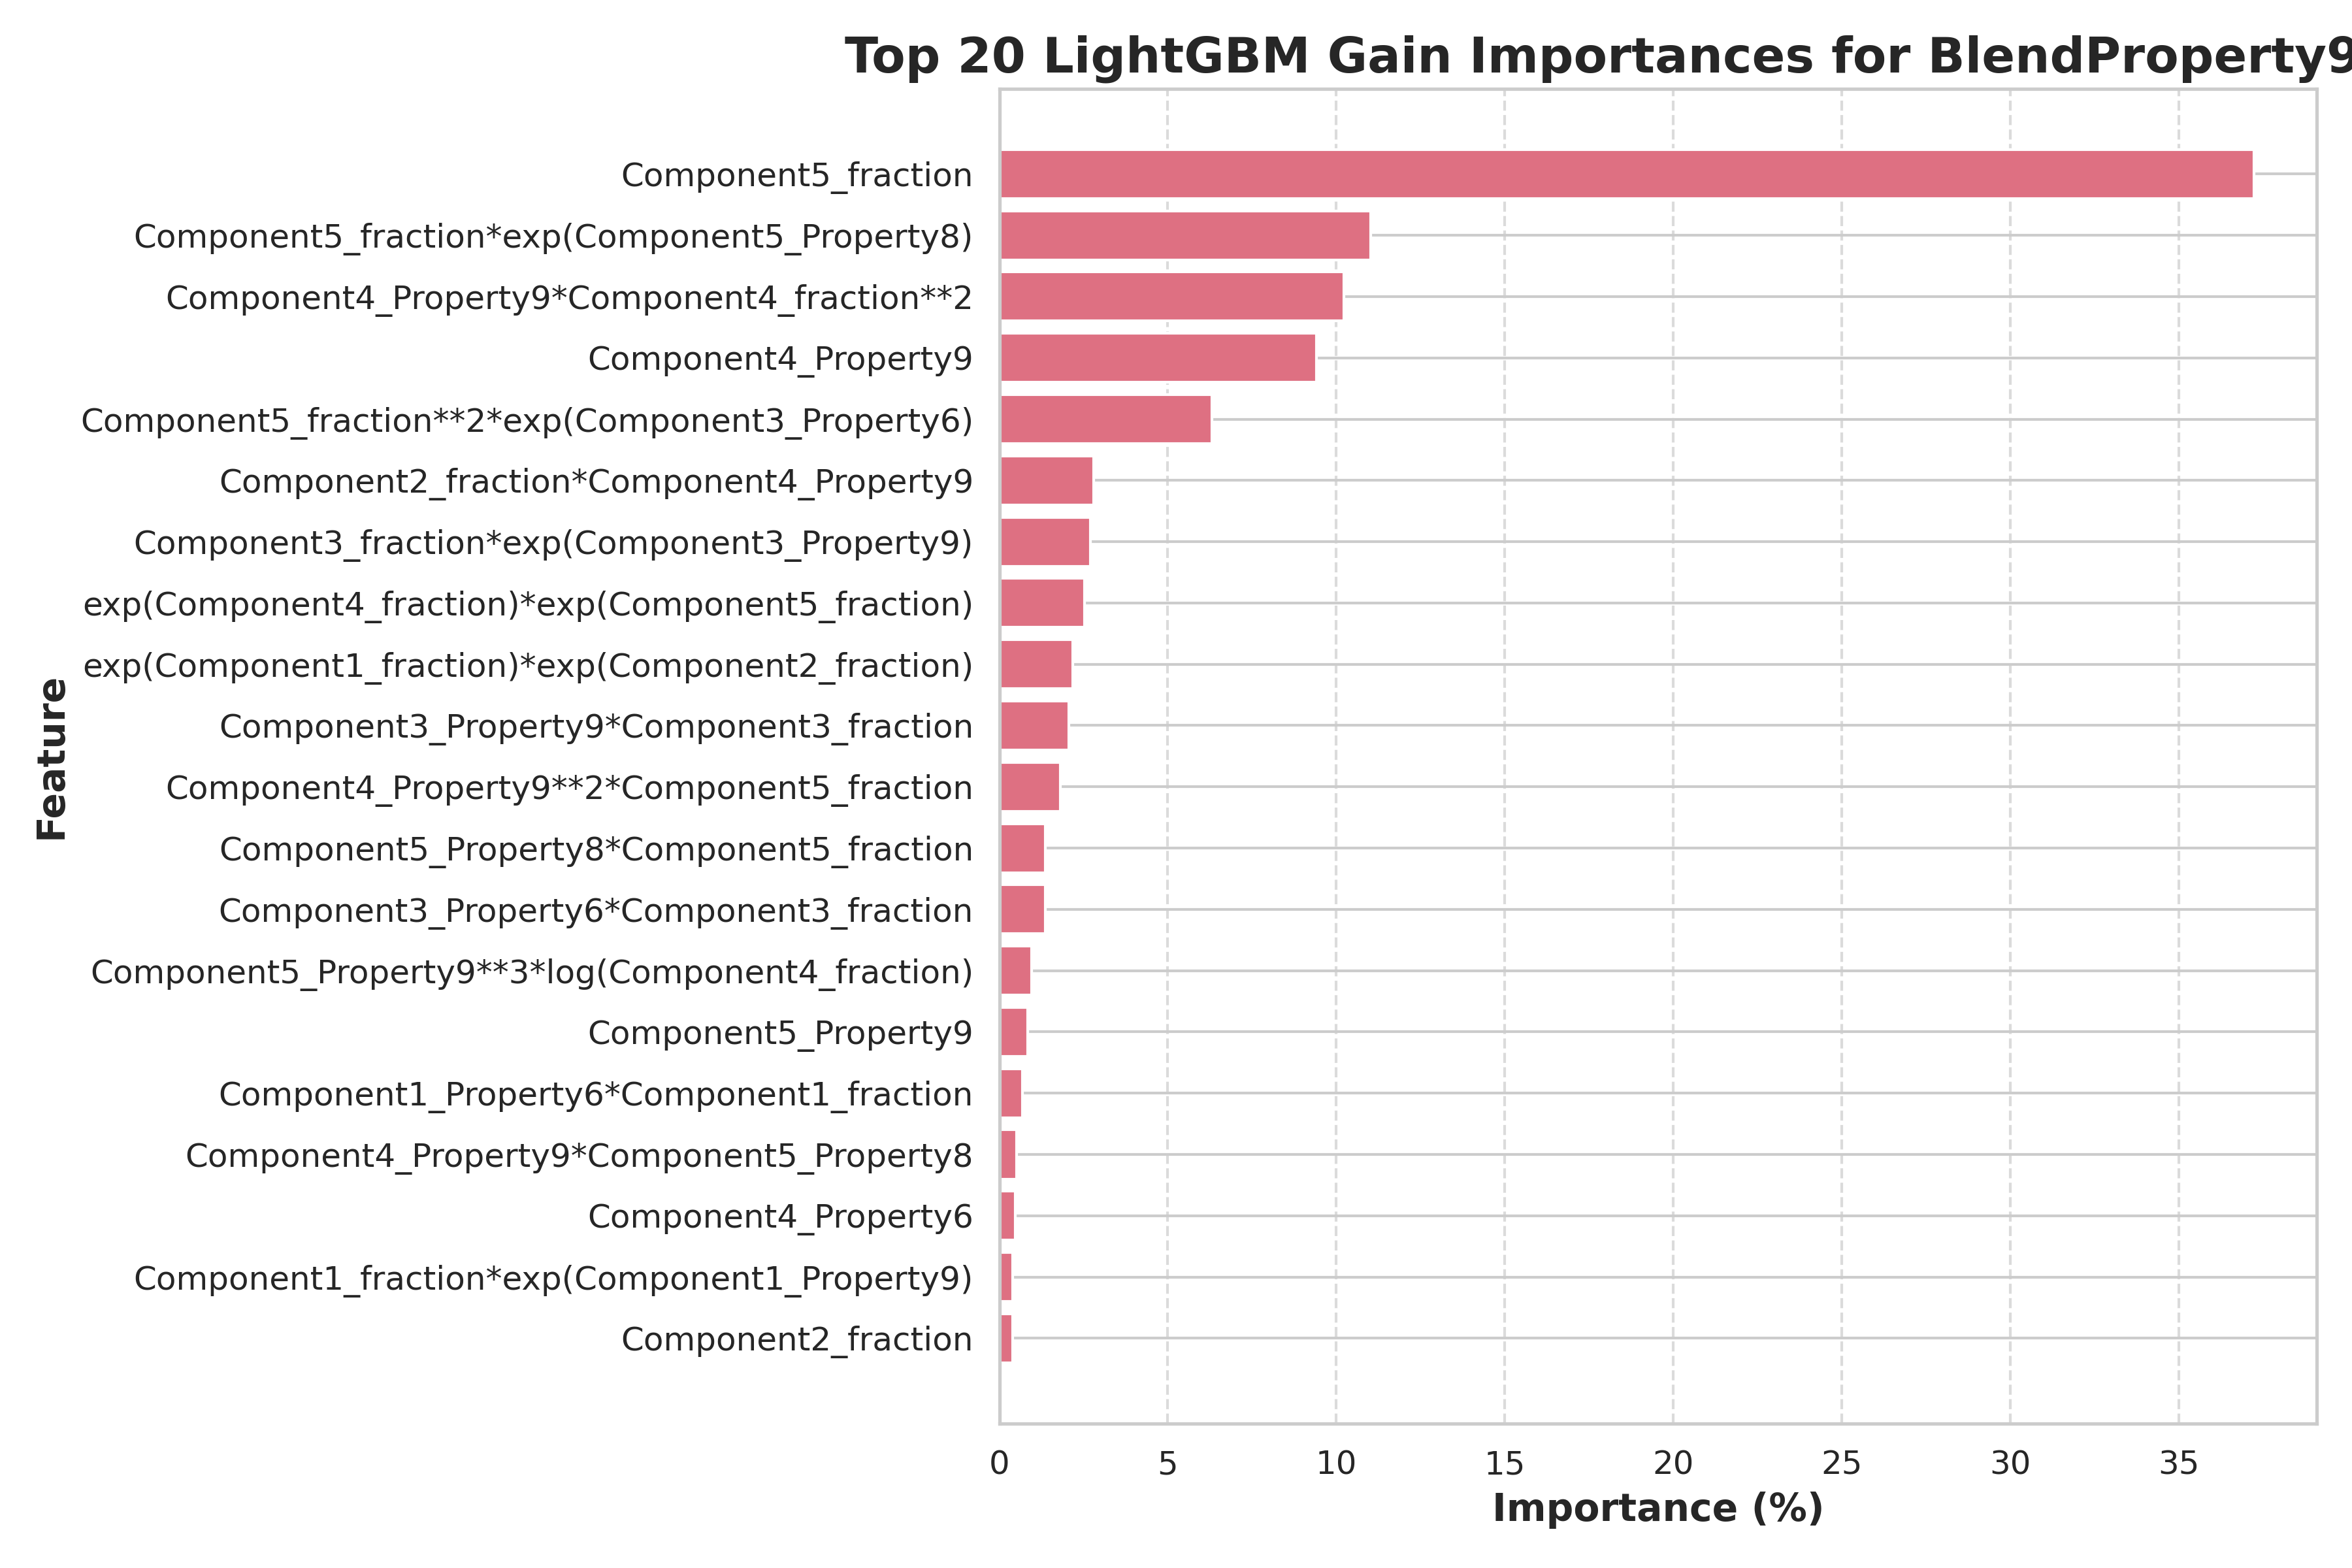 Top 20 LightGBM Gain Importances for BlendProperty9
Component5_fraction
Component5_fraction*exp(Component5_Property8)
Component4_Property9*Component4_fraction**2
Component4_Property9
Component5_fraction**2*exp(Component3_Property6)
Component2_fraction*Component4_Property9
Component3_fraction*exp(Component3_Property9)
exp(Component4_fraction)*exp(Component5_fraction)
exp(Component1_fraction)*exp(Component2_fraction)
Component3_Property9*Component3_fraction
Component4_Property9**2*Component5_fraction
Component5_Property8*Component5_fraction
Component3_Property6*Component3_fraction
Component5_Property9**3*log(Component4_fraction)
Component5_Property9
Component1_Property6*Component1_fraction
Component4_Property9*Component5_Property8
Component4_Property6
Component1_fraction*exp(Component1_Property9)
Component2_fraction
Feature
0 5 10 15 20 25 30 35
Importance (%)